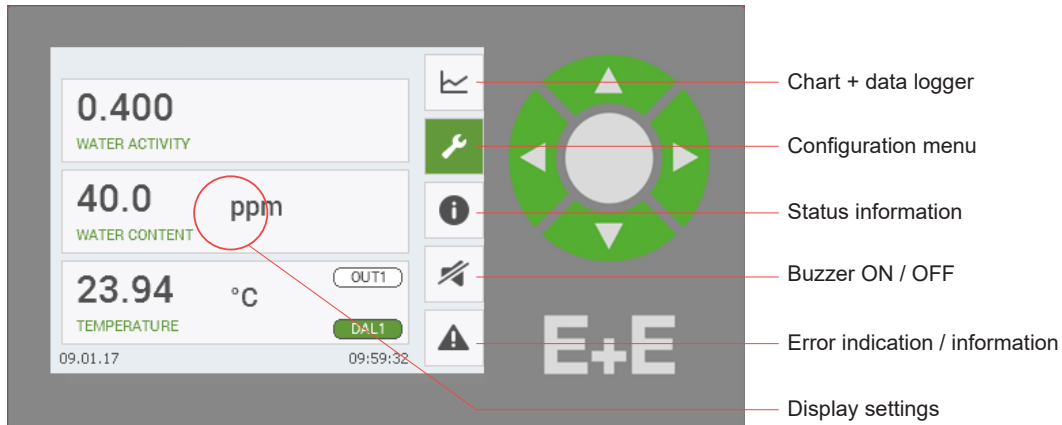 0.400
WATER ACTIVITY
40.0 ppm
WATER CONTENT
23.94 °C OUT1
TEMPERATURE DAL1
09.01.17 09:59:32
E+E
Chart + data logger
Configuration menu
Status information
Buzzer ON / OFF
Error indication / information
Display settings